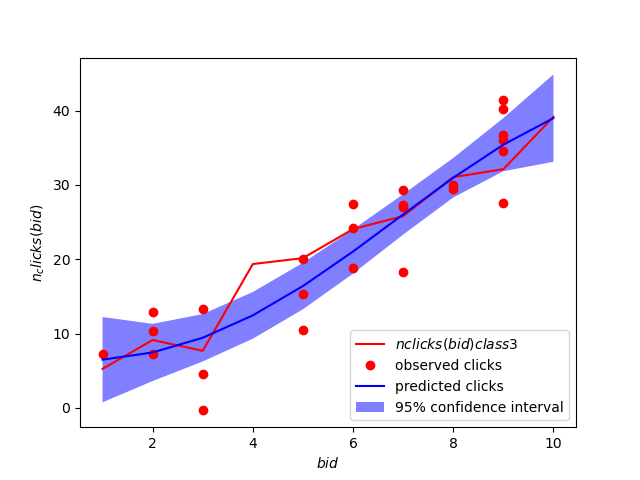 40
30
20
10
0
n_clicks(bid)
nclicks(bid)class3
observed clicks
predicted clicks
95% confidence interval
2
4
6
8
10
bid